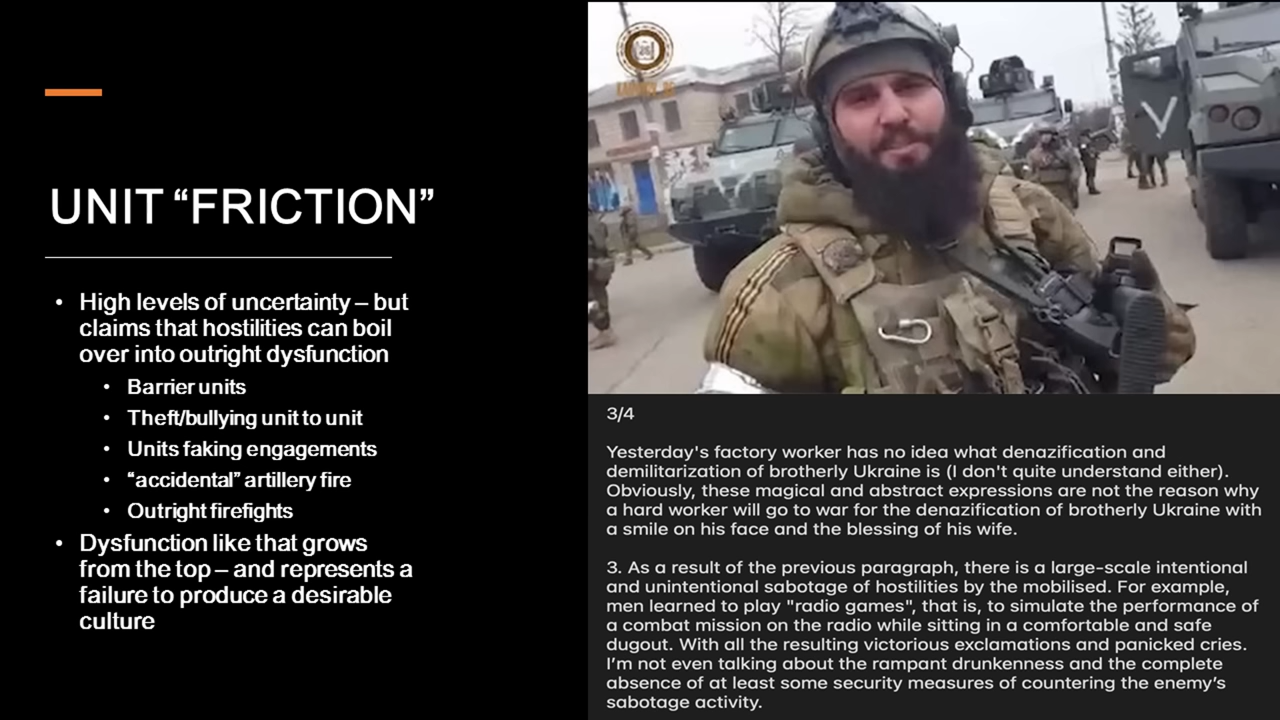 UNIT “FRICTION”
• High levels of uncertainty – but
claims that hostilities can boil
over into outright dysfunction
• Barrier units
• Theft/bullying unit to unit
• Units faking engagements
• “accidental” artillery fire
• Outright firefights
• Dysfunction like that grows
from the top – and represents a
failure to produce a desirable
culture
V
3/4
Yesterday's factory worker has no idea what denazification and
demilitarization of brotherly Ukraine is (I don't quite understand either).
Obviously, these magical and abstract expressions are not the reason why
a hard worker will go to war for the denazification of brotherly Ukraine with
a smile on his face and the blessing of his wife.
3. As a result of the previous paragraph, there is a large-scale intentional
and unintentional sabotage of hostilities by the mobilised. For example,
men learned to play "radio games", that is, to simulate the performance of
a combat mission on the radio while sitting in a comfortable and safe
dugout. With all the resulting victorious exclamations and panicked cries.
I’m not even talking about the rampant drunkenness and the complete
absence of at least some security measures of countering the enemy’s
sabotage activity.